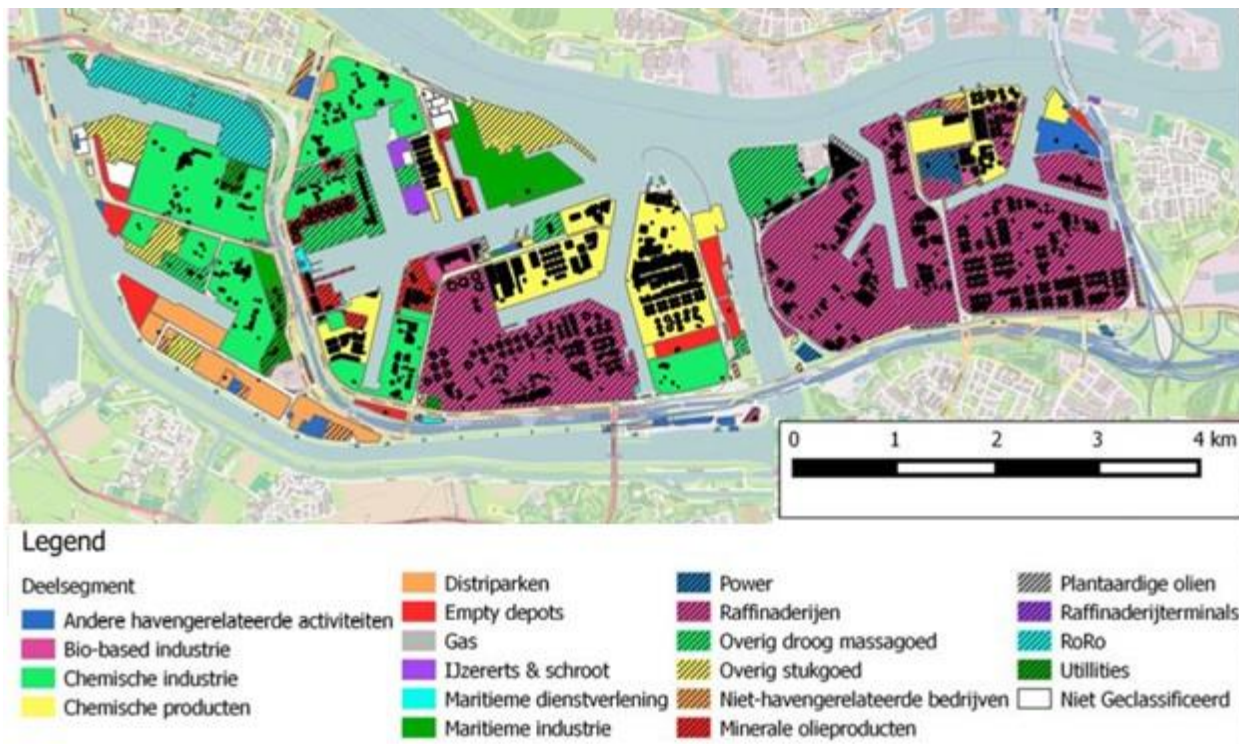 0 1 2 3 4 km
Legend
Deelsegment
Andere havengerelateerde activiteiten
Bio-based industrie
Chemische industrie
Chemische producten
Distriparken
Empty depots
Gas
IJzererts & schroot
Maritieme dienstverlening
Maritieme industrie
Power
Raffinaderijen
Overig droog massagoed
Overig stukgoed
Niet-havengerelateerde bedrijven
Minerale olieproducten
Plantaardige olien
Raffinaderijterminals
RoRo
Utillities
Niet Geclassificeerd